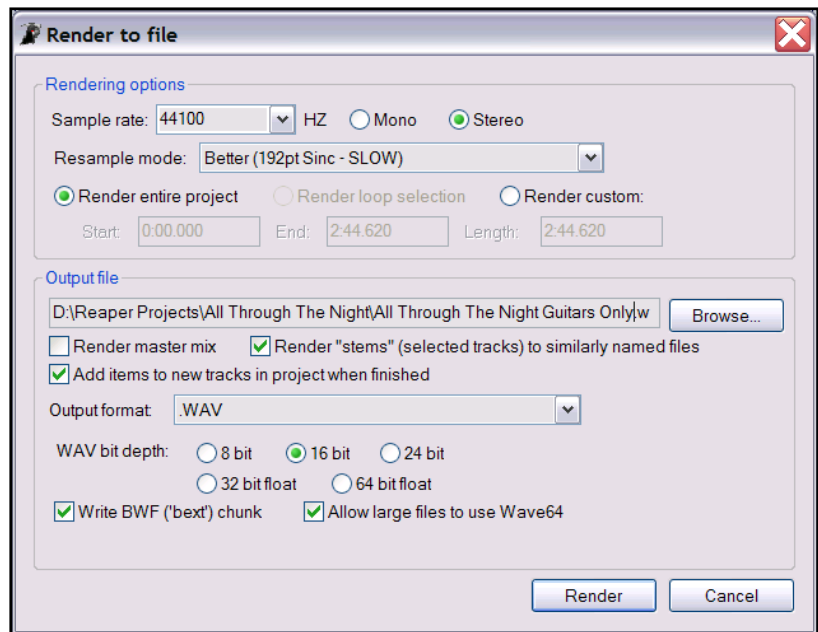 Render to file
Rendering options
Sample rate: 44100 HZ Mono Stereo
Resample mode: Better (192pt Sinc - SLOW)
Render entire project Render loop selection Render custom:
Start: 0:00.000 End: 2:44.620 Length: 2:44.620
Output file
D:\Reaper Projects\All Through The Night\All Through The Night Guitars Only.w Browse...
Render master mix Render "stems" (selected tracks) to similarly named files
Add items to new tracks in project when finished
Output format: .WAV
WAV bit depth: 8 bit 16 bit 24 bit
32 bit float 64 bit float
Write BWF ('bext') chunk Allow large files to use Wave64
Render Cancel